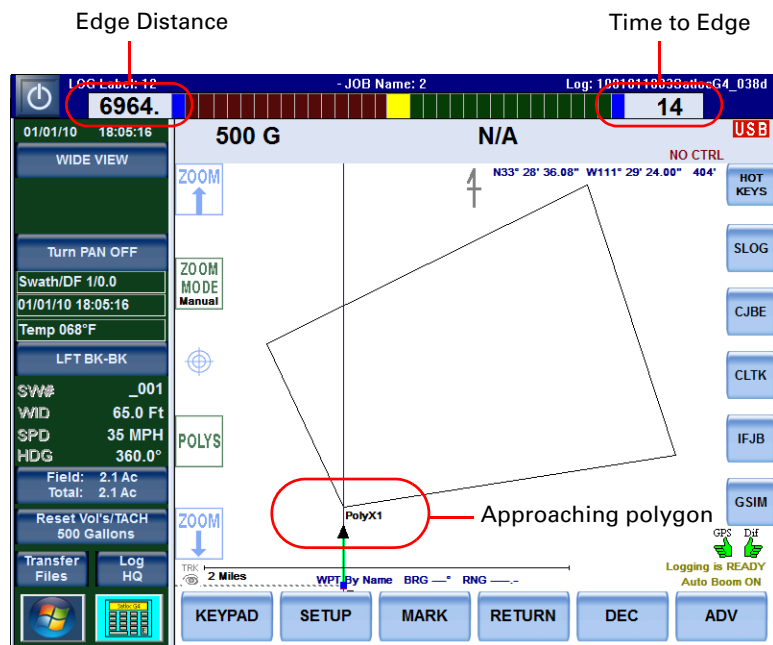 Edge Distance
Time to Edge
LOG Label: 12
- JOB Name: 2
Log: 1001011803SatlocG4_038d
6964.
14
01/01/10 18:05:16
500 G
N/A
USB
NO CTRL
WIDE VIEW
ZOOM
N33° 28' 36.08" W111° 29' 24.00" 404'
HOT KEYS
Turn PAN OFF
SLOG
Swath/DF 1/0.0
ZOOM
MODE
Manual
01/01/10 18:05:16
CJBE
Temp 068°F
LFT BK-BK
CLTK
SW# _001
WID 65.0 Ft
SPD 35 MPH
POLYS
IFJB
HDG 360.0°
Field: 2.1 Ac
Total: 2.1 Ac
GSIM
PolyX1
Approaching polygon
Reset Vol's/TACH
500 Gallons
ZOOM
GPS Dif
Transfer Files
Log HQ
TRK
2 Miles
WPT By Name BRG ---° RNG ---.-
Logging is READY
Auto Boom ON
Satloc G4
KEYPAD
SETUP
MARK
RETURN
DEC
ADV